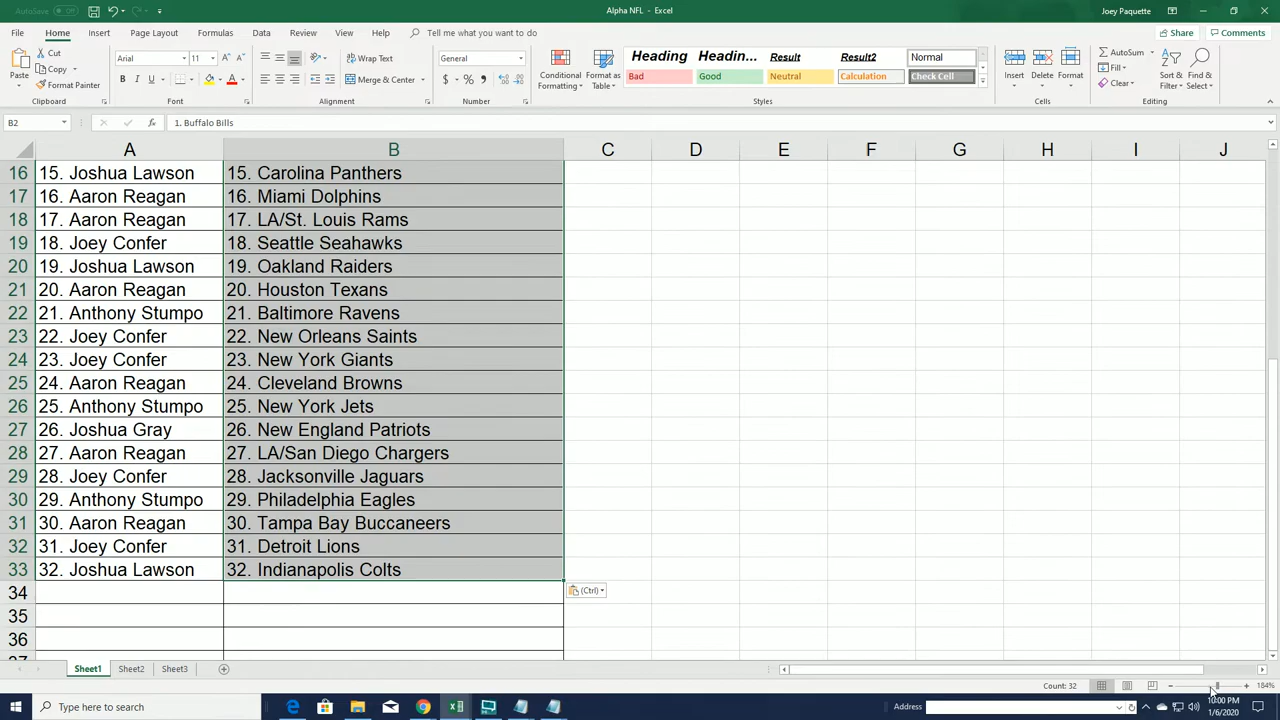 AutoSave Off
Alpha NFL - Excel
Joey Paquette
File Home Insert Page Layout Formulas Data Review View Help Tell me what you want to do
Share Comments
Paste Cut Copy Format Painter Clipboard
Arial 11 B I U Font
Wrap Text Merge & Center Alignment
General $ % , Number
Conditional Formatting Format as Table
Heading Headin... Result Result2 Normal
Bad Good Neutral Calculation Check Cell
Styles
Insert Delete Format Cells
AutoSum Fill Clear Sort & Filter Find & Select Editing
B2 fx 1. Buffalo Bills
A B C D E F G H I J
16 15. Joshua Lawson 15. Carolina Panthers
17 16. Aaron Reagan 16. Miami Dolphins
18 17. Aaron Reagan 17. LA/St. Louis Rams
19 18. Joey Confer 18. Seattle Seahawks
20 19. Joshua Lawson 19. Oakland Raiders
21 20. Aaron Reagan 20. Houston Texans
22 21. Anthony Stumpo 21. Baltimore Ravens
23 22. Joey Confer 22. New Orleans Saints
24 23. Joey Confer 23. New York Giants
25 24. Aaron Reagan 24. Cleveland Browns
26 25. Anthony Stumpo 25. New York Jets
27 26. Joshua Gray 26. New England Patriots
28 27. Aaron Reagan 27. LA/San Diego Chargers
29 28. Joey Confer 28. Jacksonville Jaguars
30 29. Anthony Stumpo 29. Philadelphia Eagles
31 30. Aaron Reagan 30. Tampa Bay Buccaneers
32 31. Joey Confer 31. Detroit Lions
33 32. Joshua Lawson 32. Indianapolis Colts
34 (Ctrl)
35
36
37
Sheet1 Sheet2 Sheet3
Count: 32 184%
Type here to search
Address
10:00 PM
1/6/2020